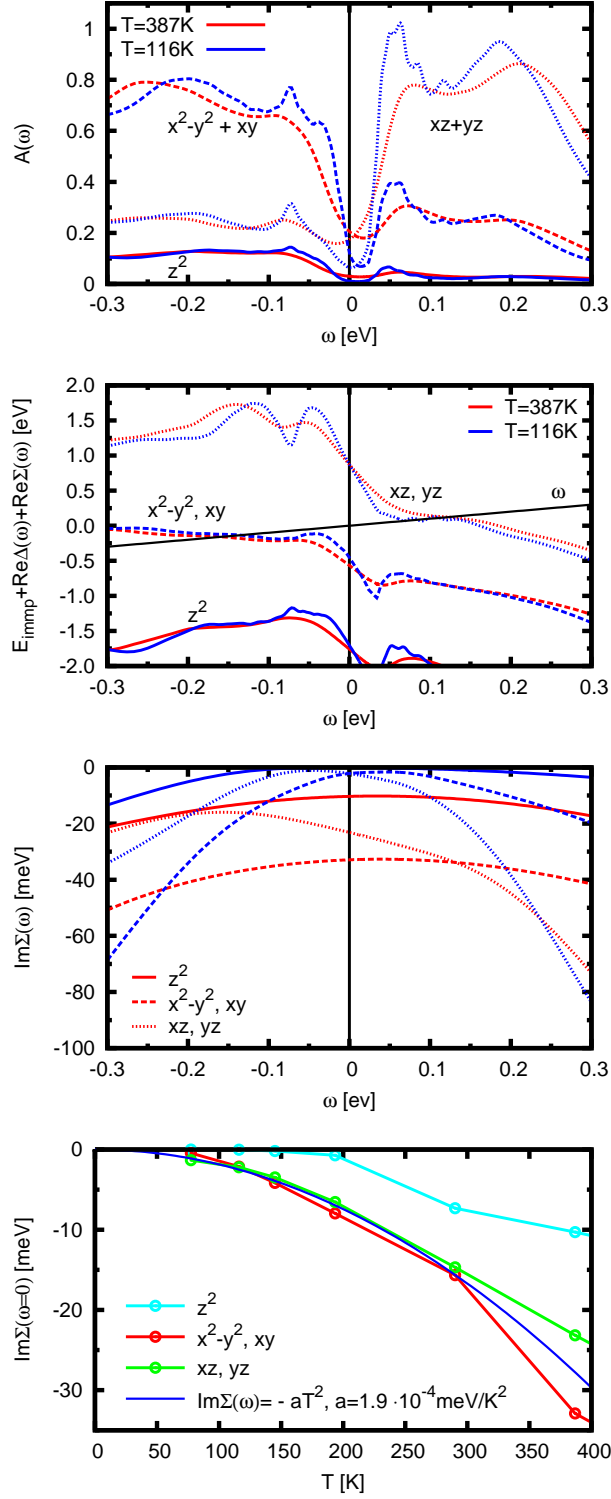 T=387K
T=116K
x²-y² + xy
xz+yz
z²
A(ω)
0
0.2
0.4
0.6
0.8
1
-0.3 -0.2 -0.1 0 0.1 0.2 0.3
ω [eV]
T=387K
T=116K
x²-y², xy
xz, yz
ω
z²
E_immp+ReΔ(ω)+ReΣ(ω) [eV]
2.0
1.5
1.0
0.5
0.0
-0.5
-1.0
-1.5
-2.0
-0.3 -0.2 -0.1 0 0.1 0.2 0.3
ω [ev]
ImΣ(ω) [meV]
0
-20
-40
-60
-80
-100
z²
x²-y², xy
xz, yz
-0.3 -0.2 -0.1 0 0.1 0.2 0.3
ω [ev]
ImΣ(ω=0) [meV]
0
-10
-20
-30
z²
x²-y², xy
xz, yz
ImΣ(ω)= - aT², a=1.9 ·10⁻⁴meV/K²
0 50 100 150 200 250 300 350 400
T [K]